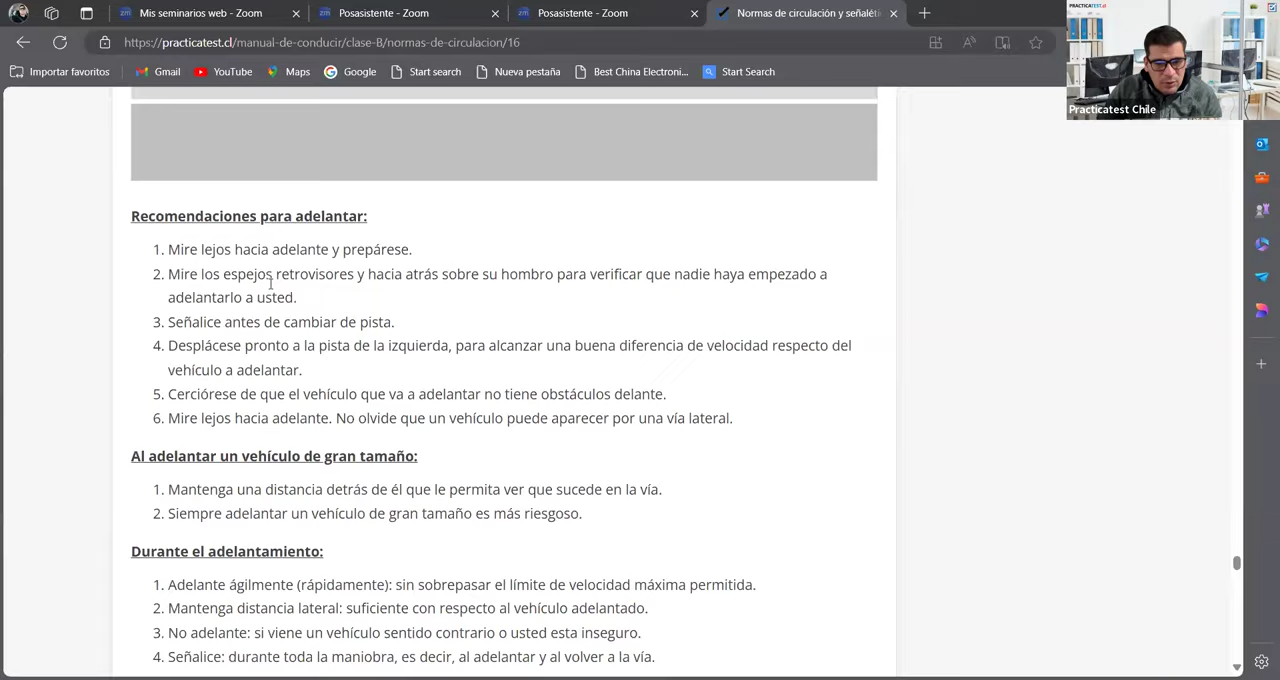 Mis seminarios web - Zoom
Posasistente - Zoom
Posasistente - Zoom
Normas de circulación y señaléti
https://practicatest.cl/manual-de-conducir/clase-B/normas-de-circulacion/16
Importar favoritos
Gmail
YouTube
Maps
Google
Start search
Nueva pestaña
Best China Electroni...
Start Search
PRACTICATEST.cl
Practicatest Chile
Recomendaciones para adelantar:
1. Mire lejos hacia adelante y prepárese.
2. Mire los espejos retrovisores y hacia atrás sobre su hombro para verificar que nadie haya empezado a
adelantarlo a usted.
3. Señalice antes de cambiar de pista.
4. Desplácese pronto a la pista de la izquierda, para alcanzar una buena diferencia de velocidad respecto del
vehículo a adelantar.
5. Cerciórese de que el vehículo que va a adelantar no tiene obstáculos delante.
6. Mire lejos hacia adelante. No olvide que un vehículo puede aparecer por una vía lateral.
Al adelantar un vehículo de gran tamaño:
1. Mantenga una distancia detrás de él que le permita ver que sucede en la vía.
2. Siempre adelantar un vehículo de gran tamaño es más riesgoso.
Durante el adelantamiento:
1. Adelante ágilmente (rápidamente): sin sobrepasar el límite de velocidad máxima permitida.
2. Mantenga distancia lateral: suficiente con respecto al vehículo adelantado.
3. No adelante: si viene un vehículo sentido contrario o usted esta inseguro.
4. Señalice: durante toda la maniobra, es decir, al adelantar y al volver a la vía.